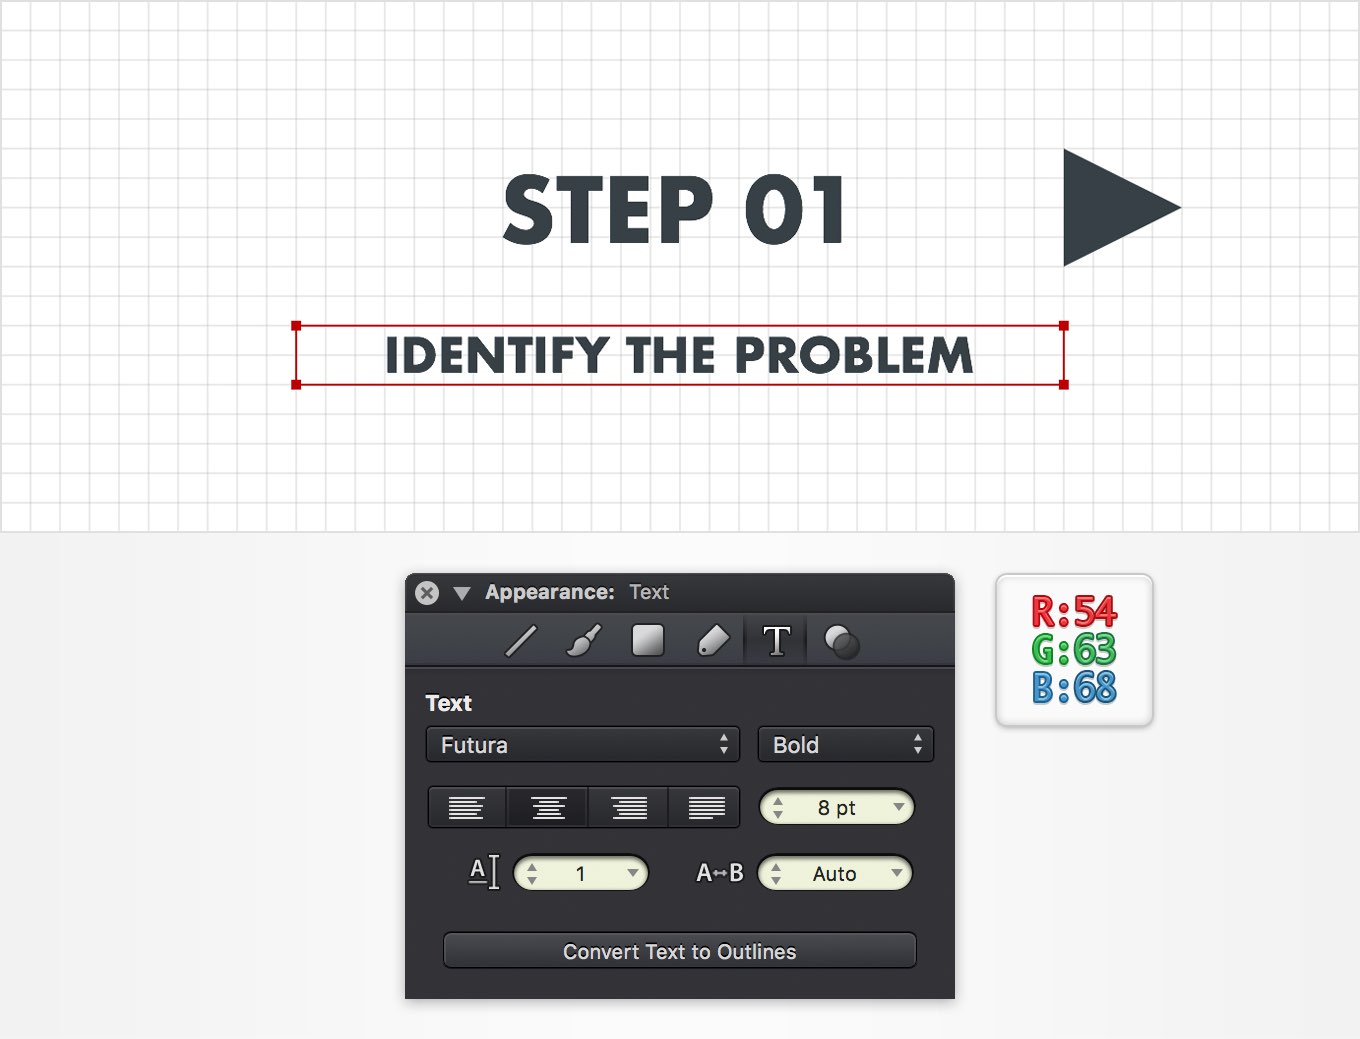 STEP 01
IDENTIFY THE PROBLEM
Appearance: Text
T
R:54
G:63
B:68
Text
Futura
Bold
8 pt
A
1
A↔B
Auto
Convert Text to Outlines